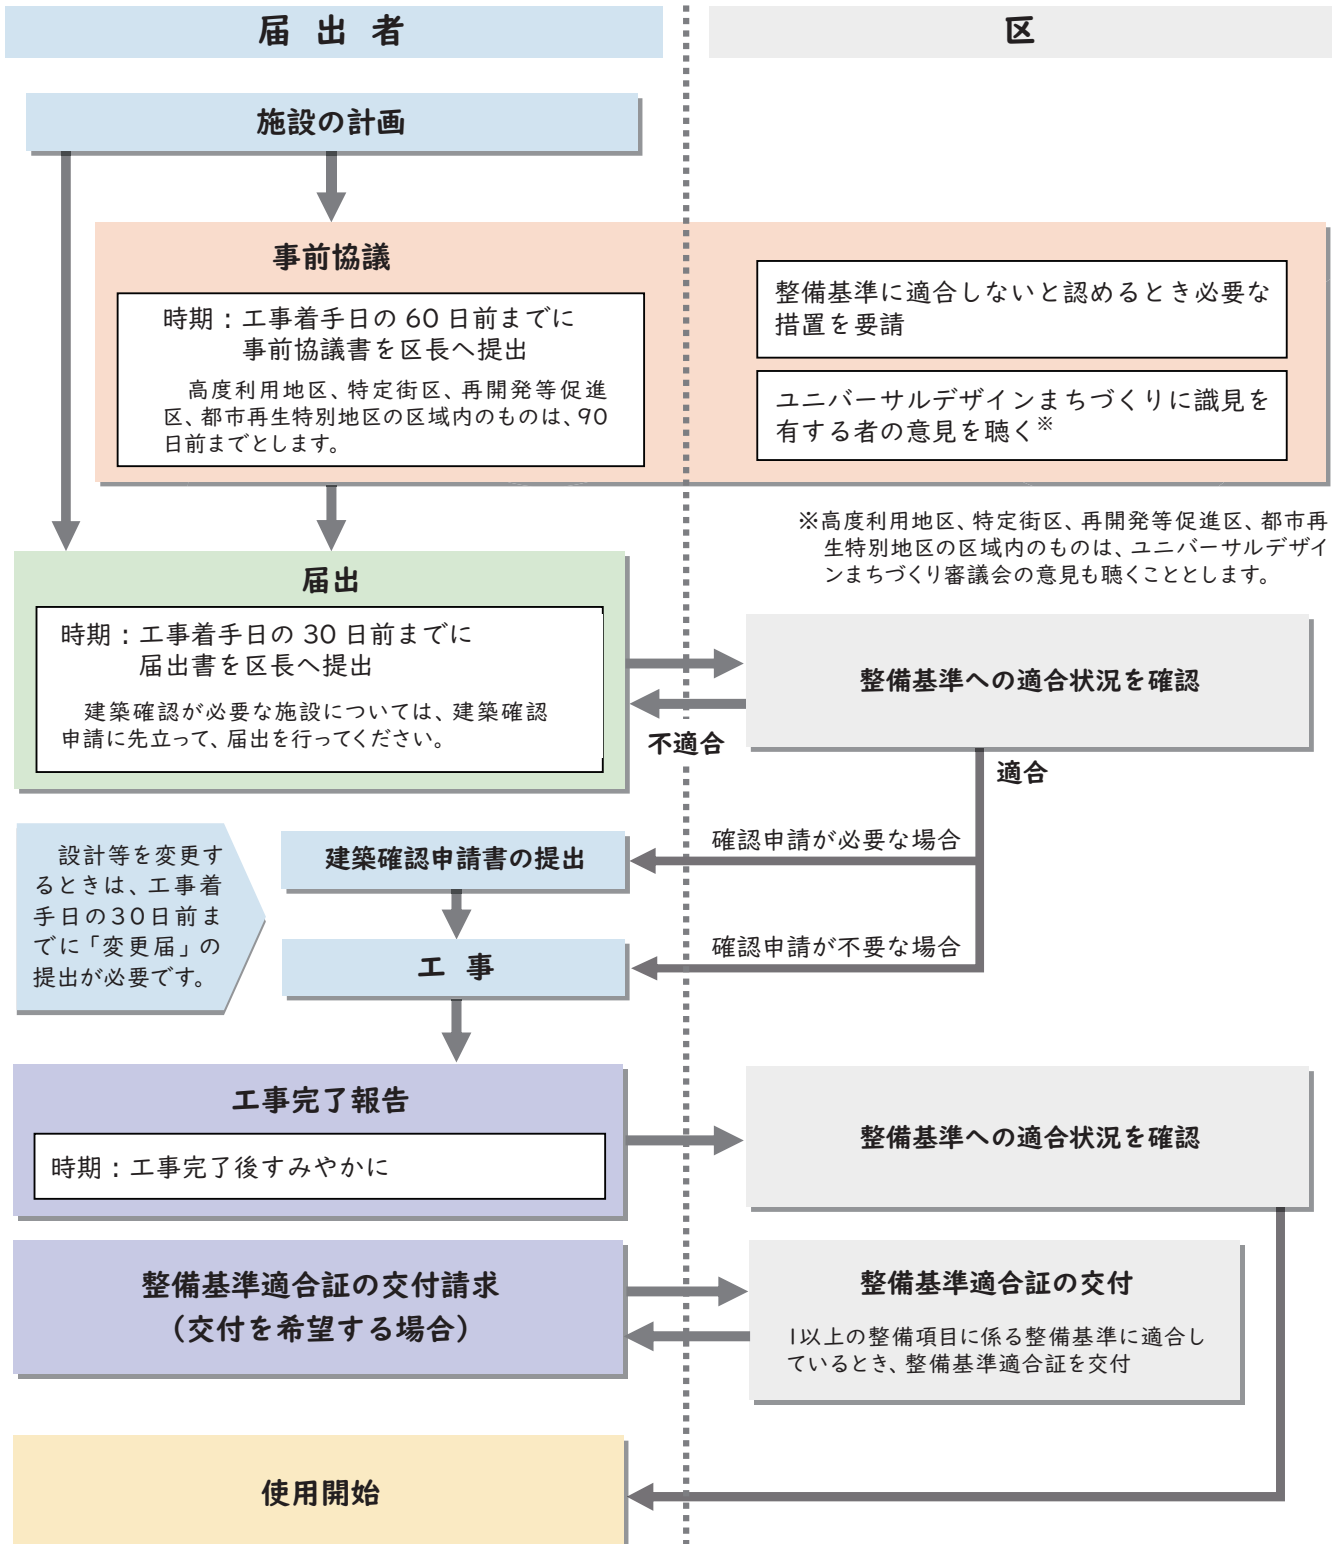 届 出 者
区
施設の計画
事前協議
時期：工事着手日の 60 日前までに
事前協議書を区長へ提出
高度利用地区、特定街区、再開発等促進
区、都市再生特別地区の区域内のものは、90
日前までとします。
整備基準に適合しないと認めるとき必要な
措置を要請
ユニバーサルデザインまちづくりに識見を
有する者の意見を聴く※
※高度利用地区、特定街区、再開発等促進区、都市再
生特別地区の区域内のものは、ユニバーサルデザイ
ンまちづくり審議会の意見も聴くこととします。
届出
時期：工事着手日の 30 日前までに
届出書を区長へ提出
建築確認が必要な施設については、建築確認
申請に先立って、届出を行ってください。
整備基準への適合状況を確認
不適合
適合
設計等を変更す
るときは、工事着
手日の30日前ま
でに「変更届」の
提出が必要です。
建築確認申請書の提出
確認申請が必要な場合
工 事
確認申請が不要な場合
工事完了報告
時期：工事完了後すみやかに
整備基準への適合状況を確認
整備基準適合証の交付請求
（交付を希望する場合）
整備基準適合証の交付
1以上の整備項目に係る整備基準に適合し
ているとき、整備基準適合証を交付
使用開始